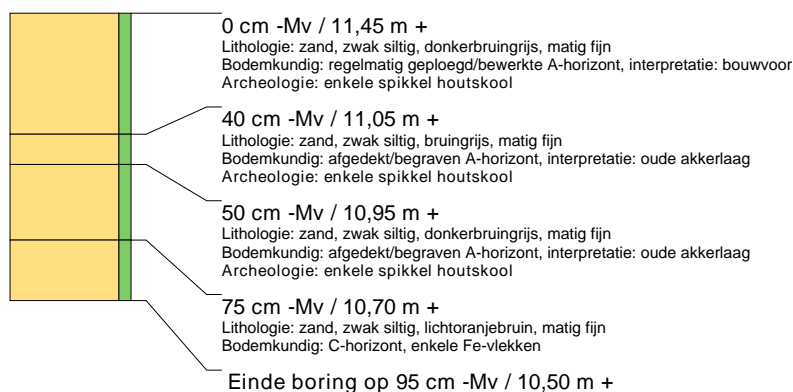 0 cm -Mv / 11,45 m +
Lithologie: zand, zwak siltig, donkerbruingrijs, matig fijn
Bodemkundig: regelmatig geploegd/bewerkte A-horizont, interpretatie: bouwvoor
Archeologie: enkele spikkel houtskool
40 cm -Mv / 11,05 m +
Lithologie: zand, zwak siltig, bruingrijs, matig fijn
Bodemkundig: afgedekt/begraven A-horizont, interpretatie: oude akkerlaag
Archeologie: enkele spikkel houtskool
50 cm -Mv / 10,95 m +
Lithologie: zand, zwak siltig, donkerbruingrijs, matig fijn
Bodemkundig: afgedekt/begraven A-horizont, interpretatie: oude akkerlaag
Archeologie: enkele spikkel houtskool
75 cm -Mv / 10,70 m +
Lithologie: zand, zwak siltig, lichtoranjebruin, matig fijn
Bodemkundig: C-horizont, enkele Fe-vlekken
Einde boring op 95 cm -Mv / 10,50 m +